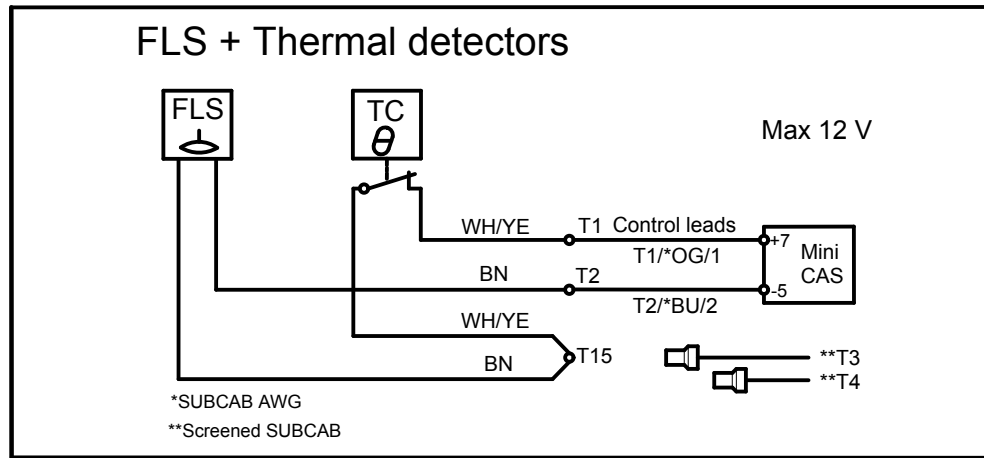 FLS + Thermal detectors
FLS
TC
θ
Max 12 V
WH/YE
T1
Control leads
+7
T1/*OG/1
Mini
CAS
BN
T2
-5
T2/*BU/2
WH/YE
T15
BN
**T3
**T4
*SUBCAB AWG
**Screened SUBCAB